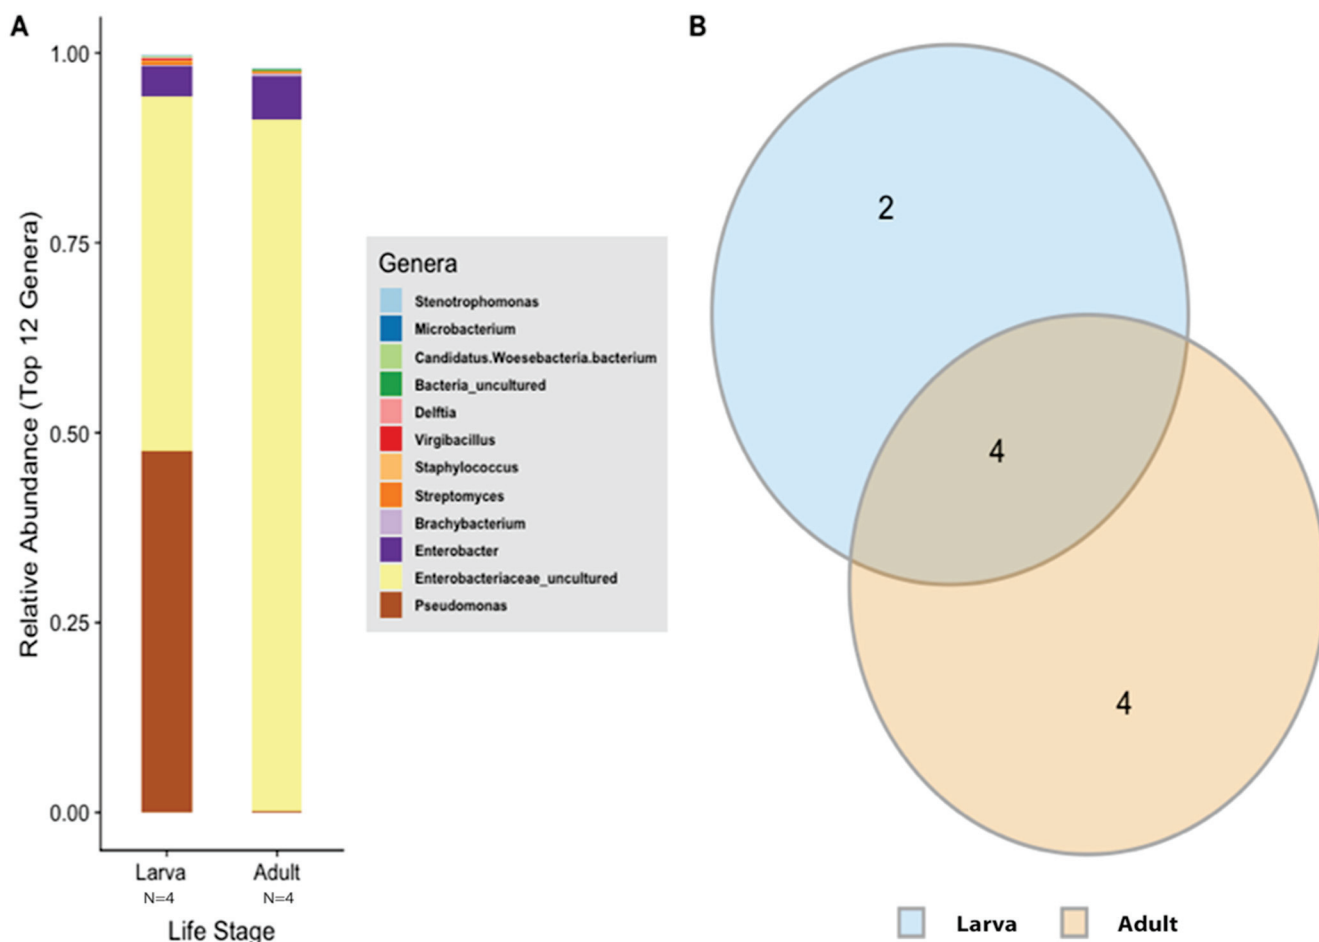 A
1.00
0.75
0.50
0.25
0.00
Relative Abundance (Top 12 Genera)
Larva
N=4
Adult
N=4
Life Stage
Genera
Stenotrophomonas
Microbacterium
Candidatus.Woesebacteria.bacterium
Bacteria_uncultured
Delftia
Virgibacillus
Staphylococcus
Streptomyces
Brachybacterium
Enterobacter
Enterobacteriaceae_uncultured
Pseudomonas
B
2
4
4
Larva
Adult